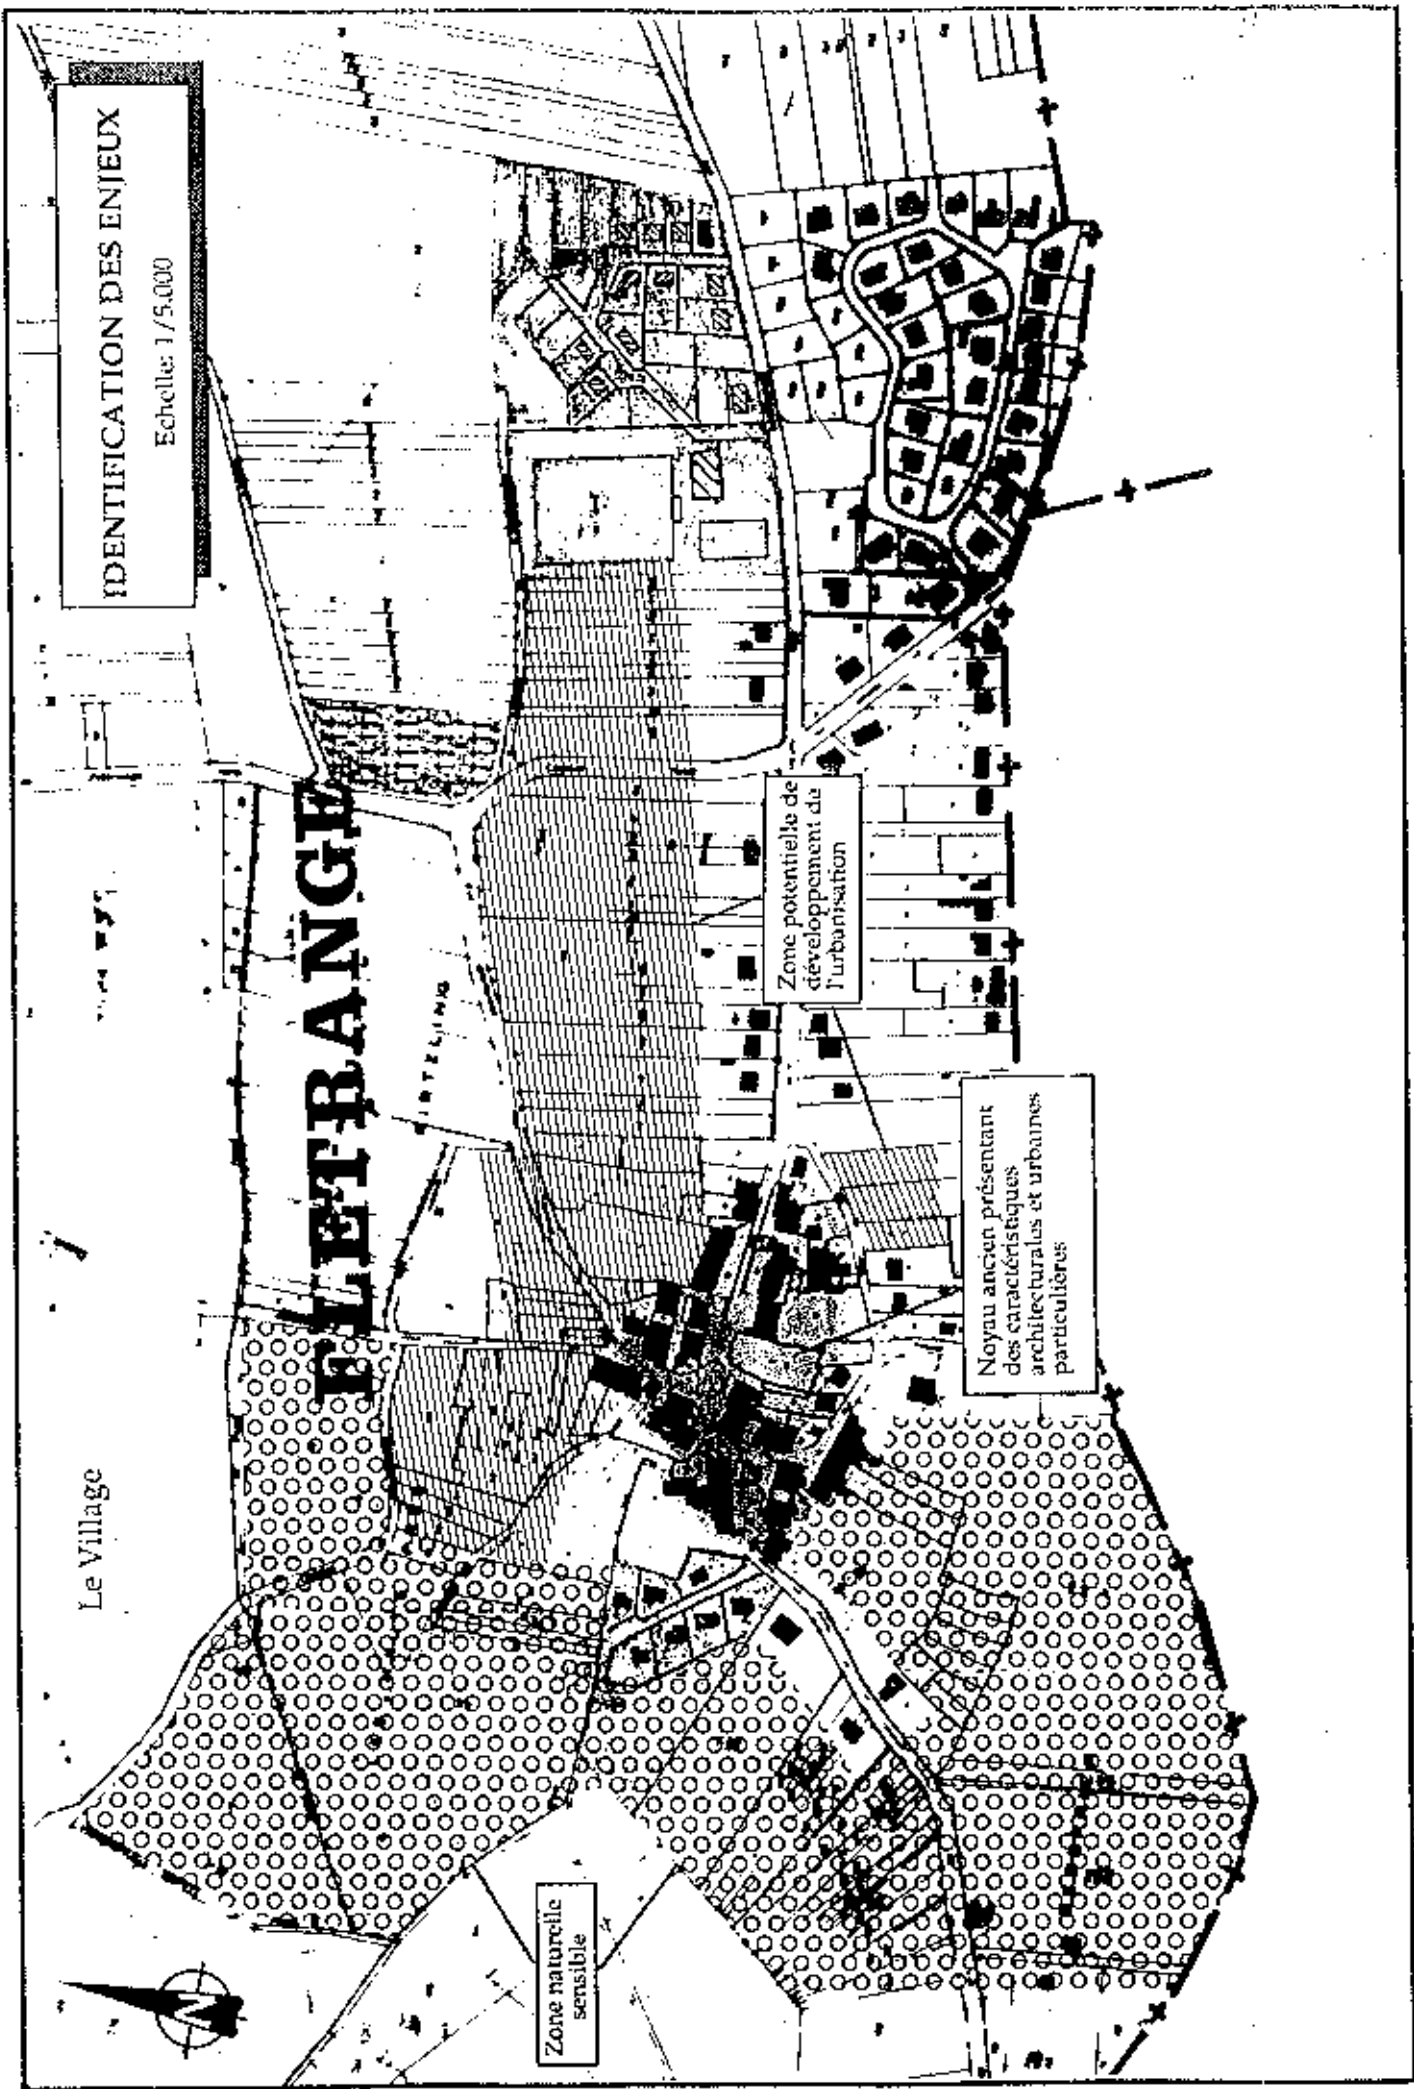 Le Village
IDENTIFICATION DES ENJEUX
Echelle: 1/5.000
FLETRANGE
Zone potentielle de
développement de
l'urbanisation
Noyau ancien présentant
des caractéristiques
architecturales et urbaines
particulières
Zone naturelle
sensible
N